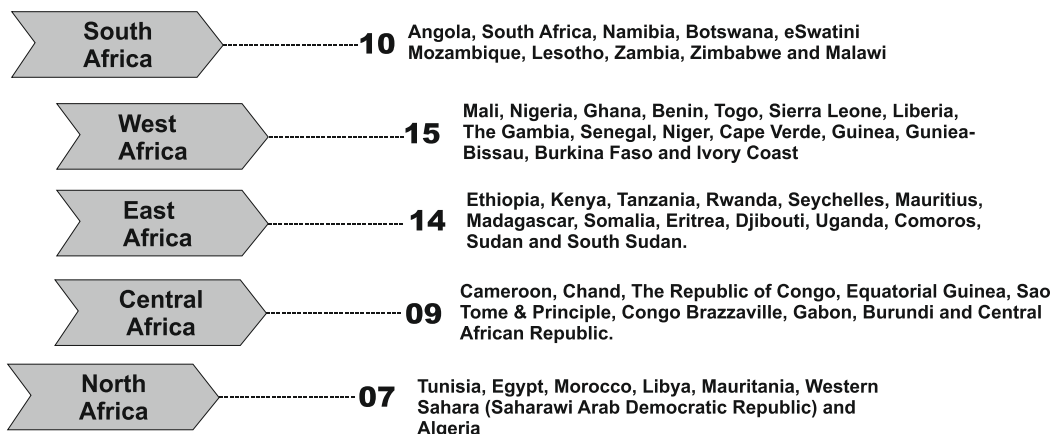 South
Africa
10
Angola, South Africa, Namibia, Botswana, eSwatini
Mozambique, Lesotho, Zambia, Zimbabwe and Malawi
West
Africa
15
Mali, Nigeria, Ghana, Benin, Togo, Sierra Leone, Liberia,
The Gambia, Senegal, Niger, Cape Verde, Guinea, Guniea-
Bissau, Burkina Faso and Ivory Coast
East
Africa
14
Ethiopia, Kenya, Tanzania, Rwanda, Seychelles, Mauritius,
Madagascar, Somalia, Eritrea, Djibouti, Uganda, Comoros,
Sudan and South Sudan.
Central
Africa
09
Cameroon, Chand, The Republic of Congo, Equatorial Guinea, Sao
Tome & Principle, Congo Brazzaville, Gabon, Burundi and Central
African Republic.
North
Africa
07
Tunisia, Egypt, Morocco, Libya, Mauritania, Western
Sahara (Saharawi Arab Democratic Republic) and
Algeria